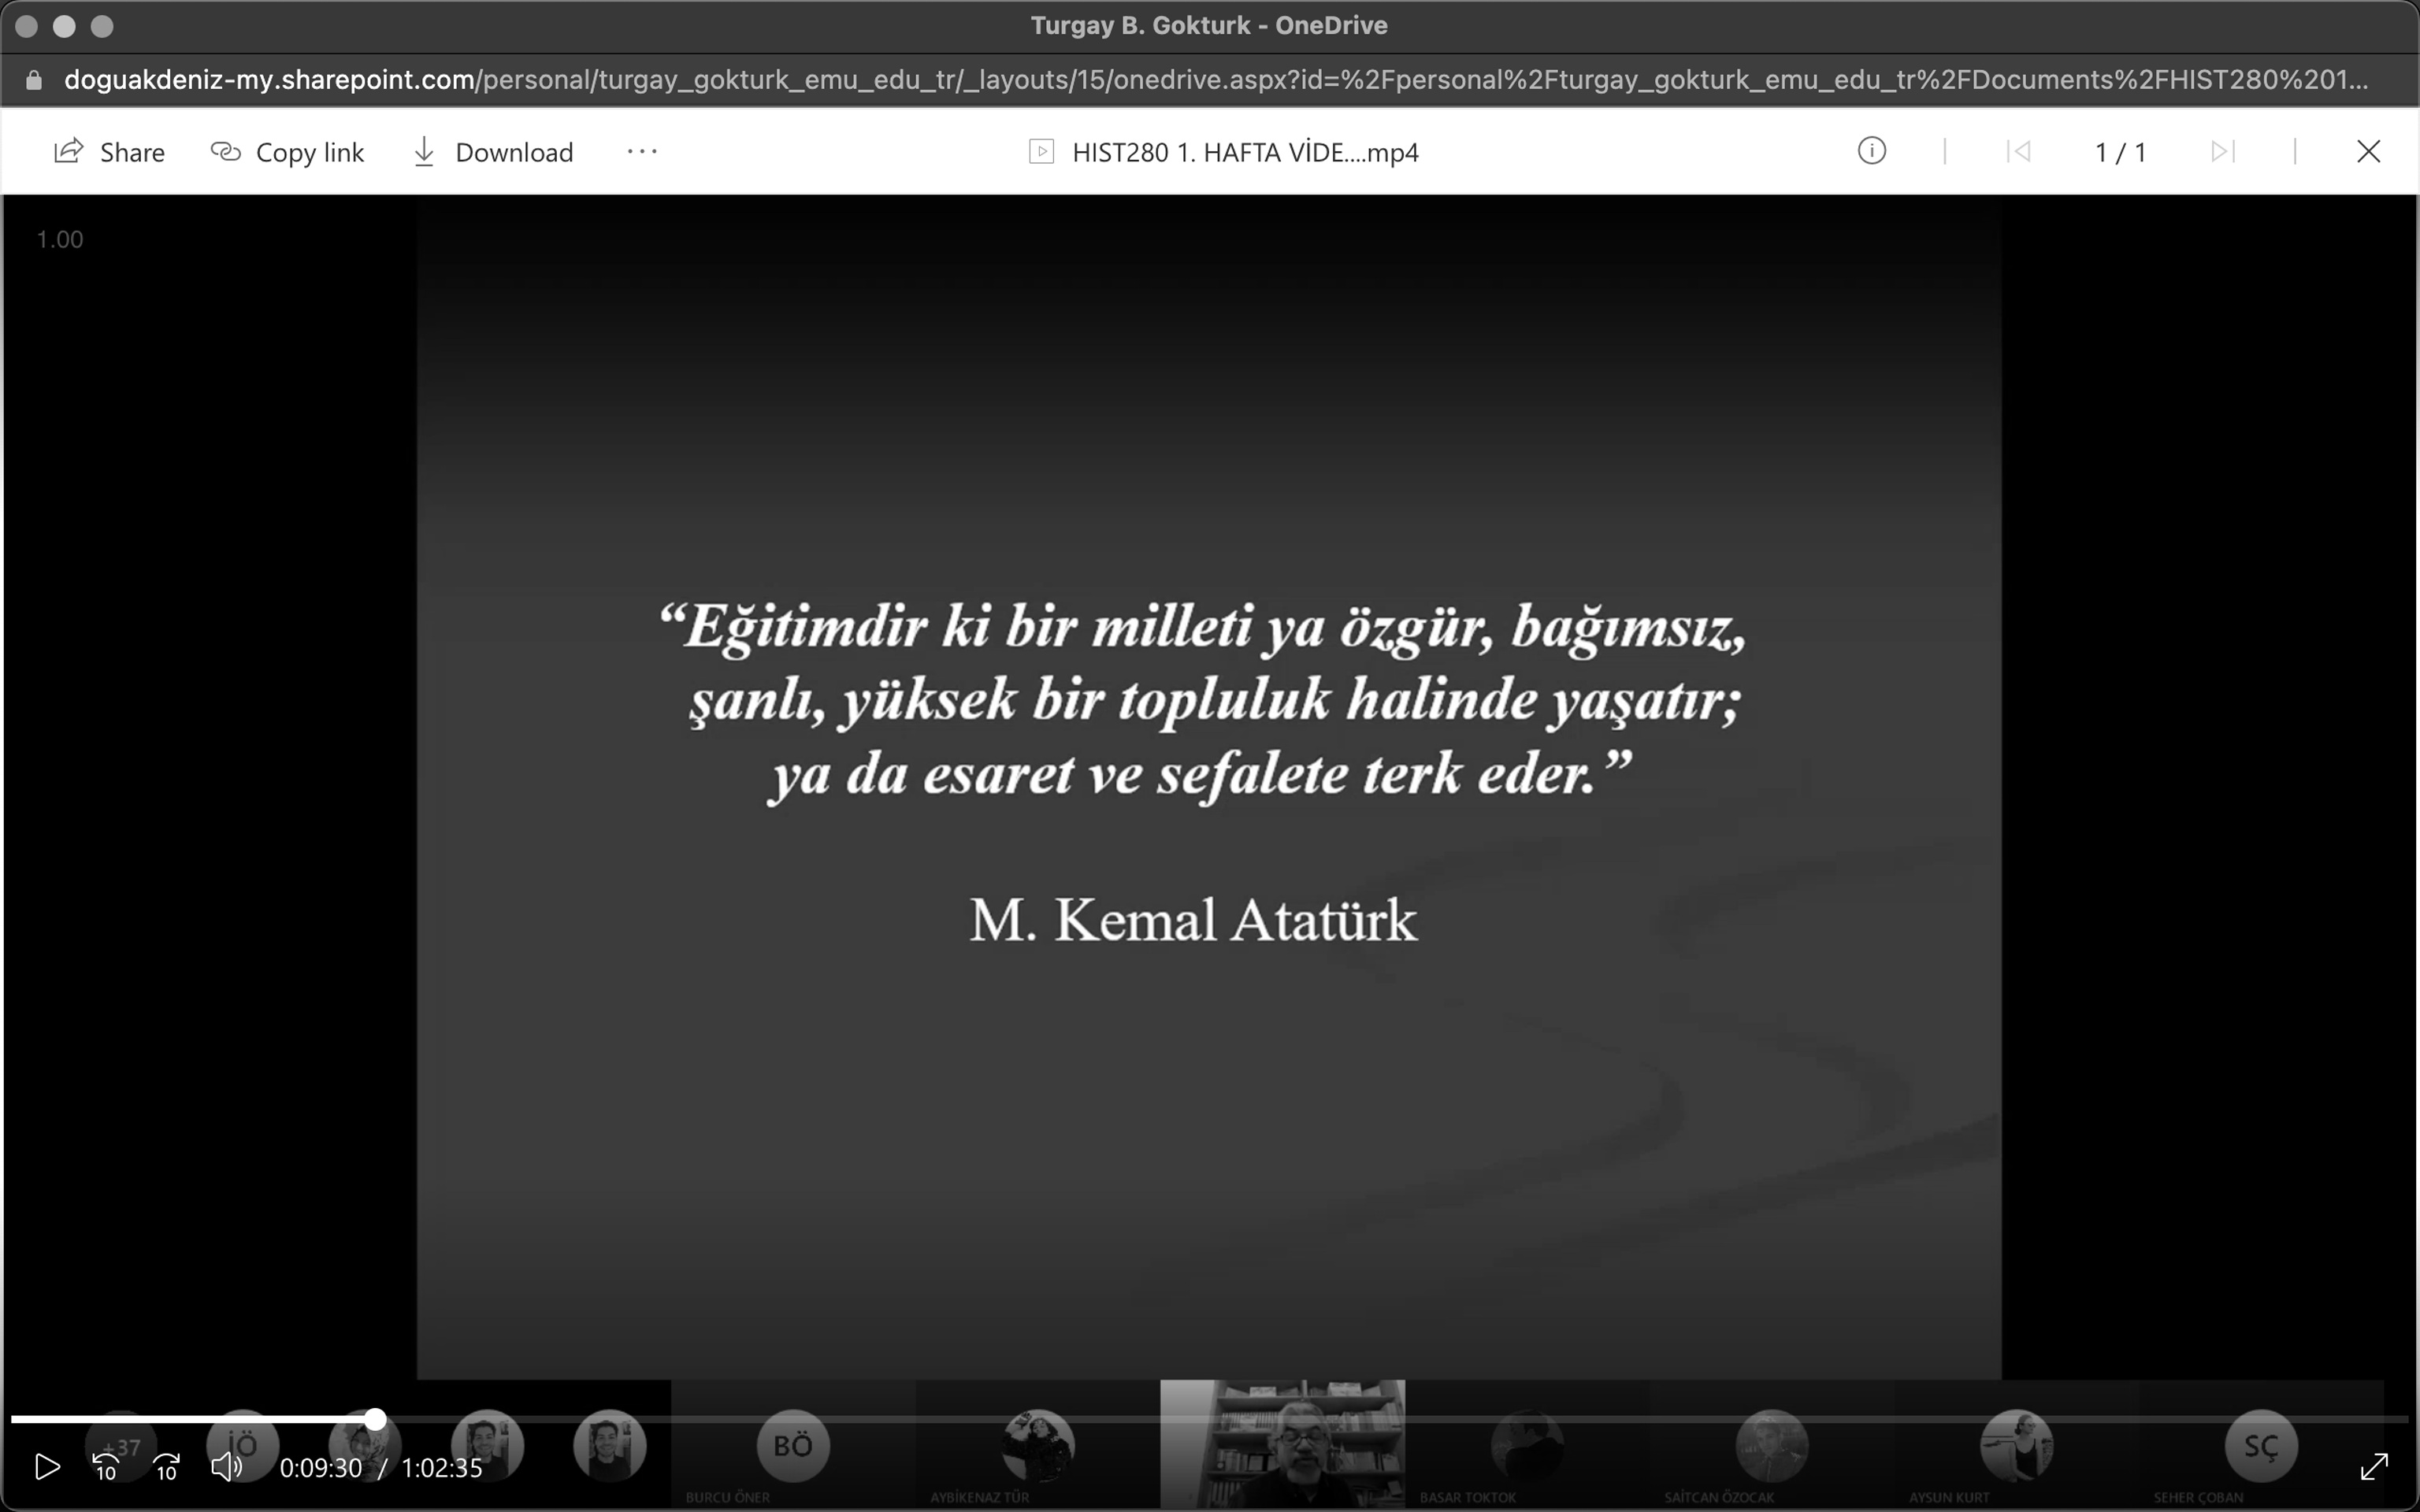 Turgay B. Gokturk - OneDrive
doguakdeniz-my.sharepoint.com/personal/turgay_gokturk_emu_edu_tr/_layouts/15/onedrive.aspx?id=%2Fpersonal%2Fturgay_gokturk_emu_edu_tr%2FDocuments%2FHIST280%201...
Share Copy link Download ... HIST280 1. HAFTA VİDE....mp4 1 / 1
1.00
“Eğitimdir ki bir milleti ya özgür, bağımsız,
şanlı, yüksek bir topluluk halinde yaşatır;
ya da esaret ve sefalete terk eder.”
M. Kemal Atatürk
+37 İÖ BÖ SÇ
10 10 0:09:30 / 1:02:35
BURCU ÖNER AYBİKENAZ TÜR BASAR TOKTOK SAİTCAN ÖZOCAK AYSUN KURT SEHER ÇOBAN